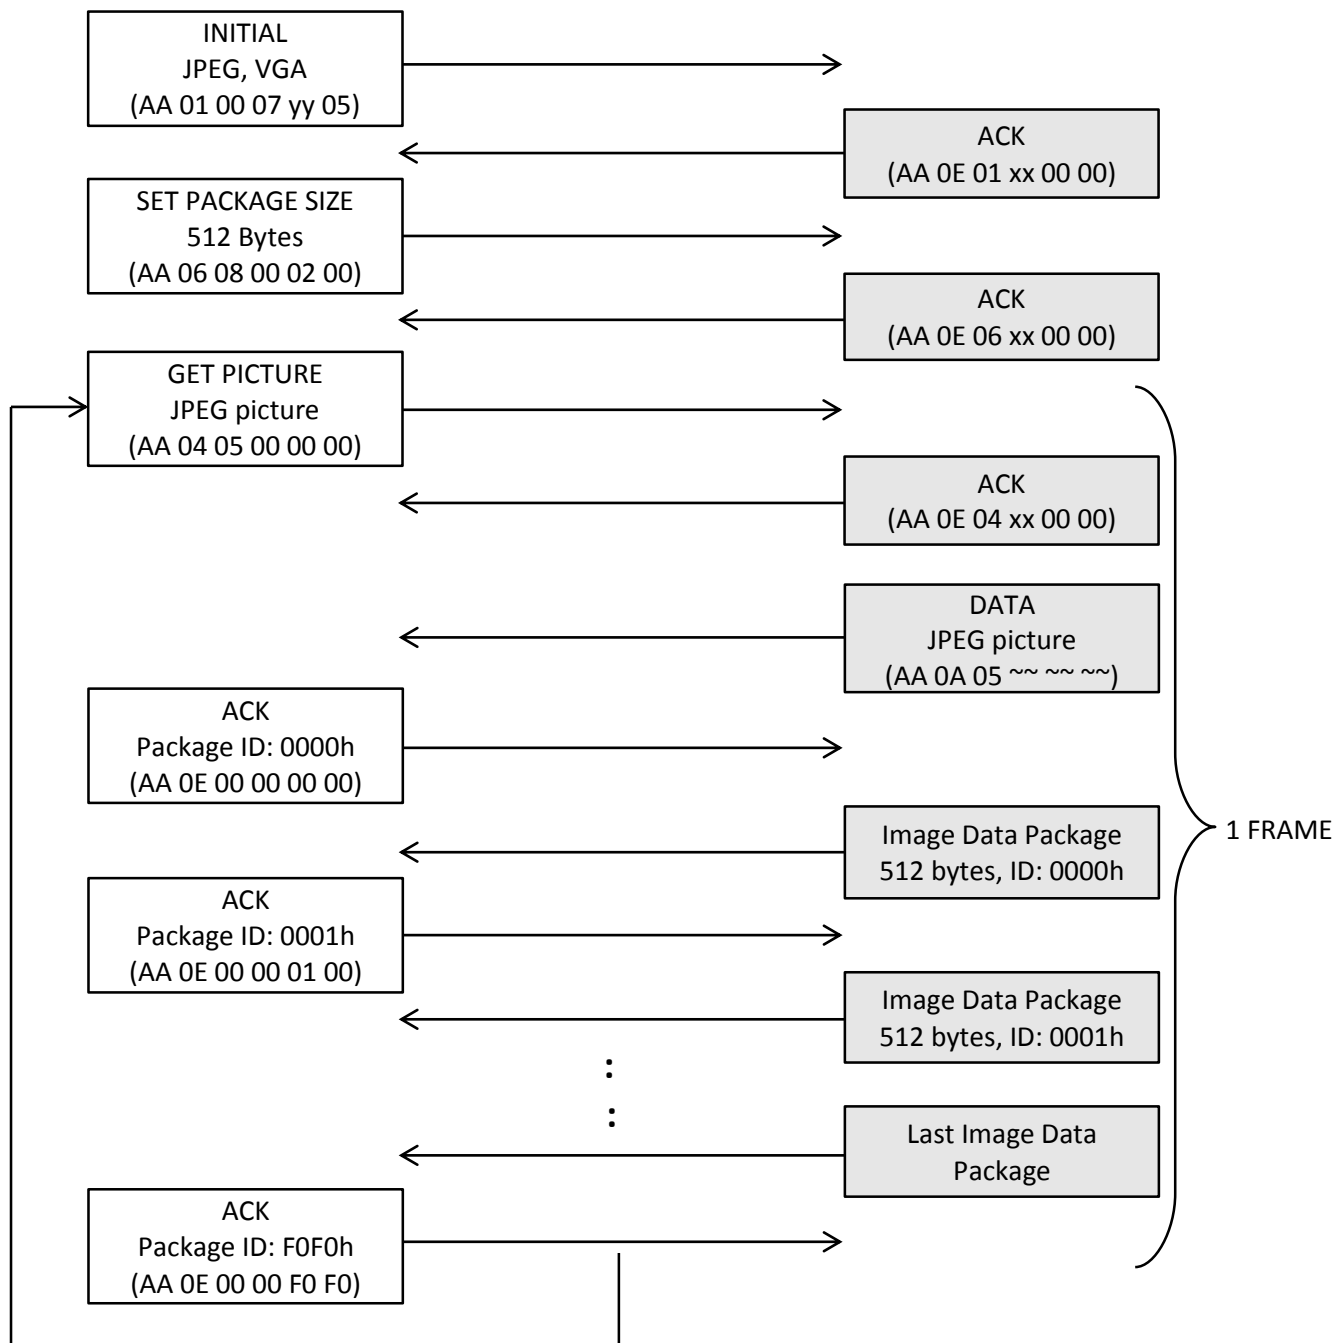 INITIAL
JPEG, VGA
(AA 01 00 07 yy 05)
ACK
(AA 0E 01 xx 00 00)
SET PACKAGE SIZE
512 Bytes
(AA 06 08 00 02 00)
ACK
(AA 0E 06 xx 00 00)
GET PICTURE
JPEG picture
(AA 04 05 00 00 00)
ACK
(AA 0E 04 xx 00 00)
DATA
JPEG picture
(AA 0A 05 ~~ ~~ ~~)
ACK
Package ID: 0000h
(AA 0E 00 00 00 00)
Image Data Package
512 bytes, ID: 0000h
1 FRAME
ACK
Package ID: 0001h
(AA 0E 00 00 01 00)
Image Data Package
512 bytes, ID: 0001h
:
:
Last Image Data
Package
ACK
Package ID: F0F0h
(AA 0E 00 00 F0 F0)